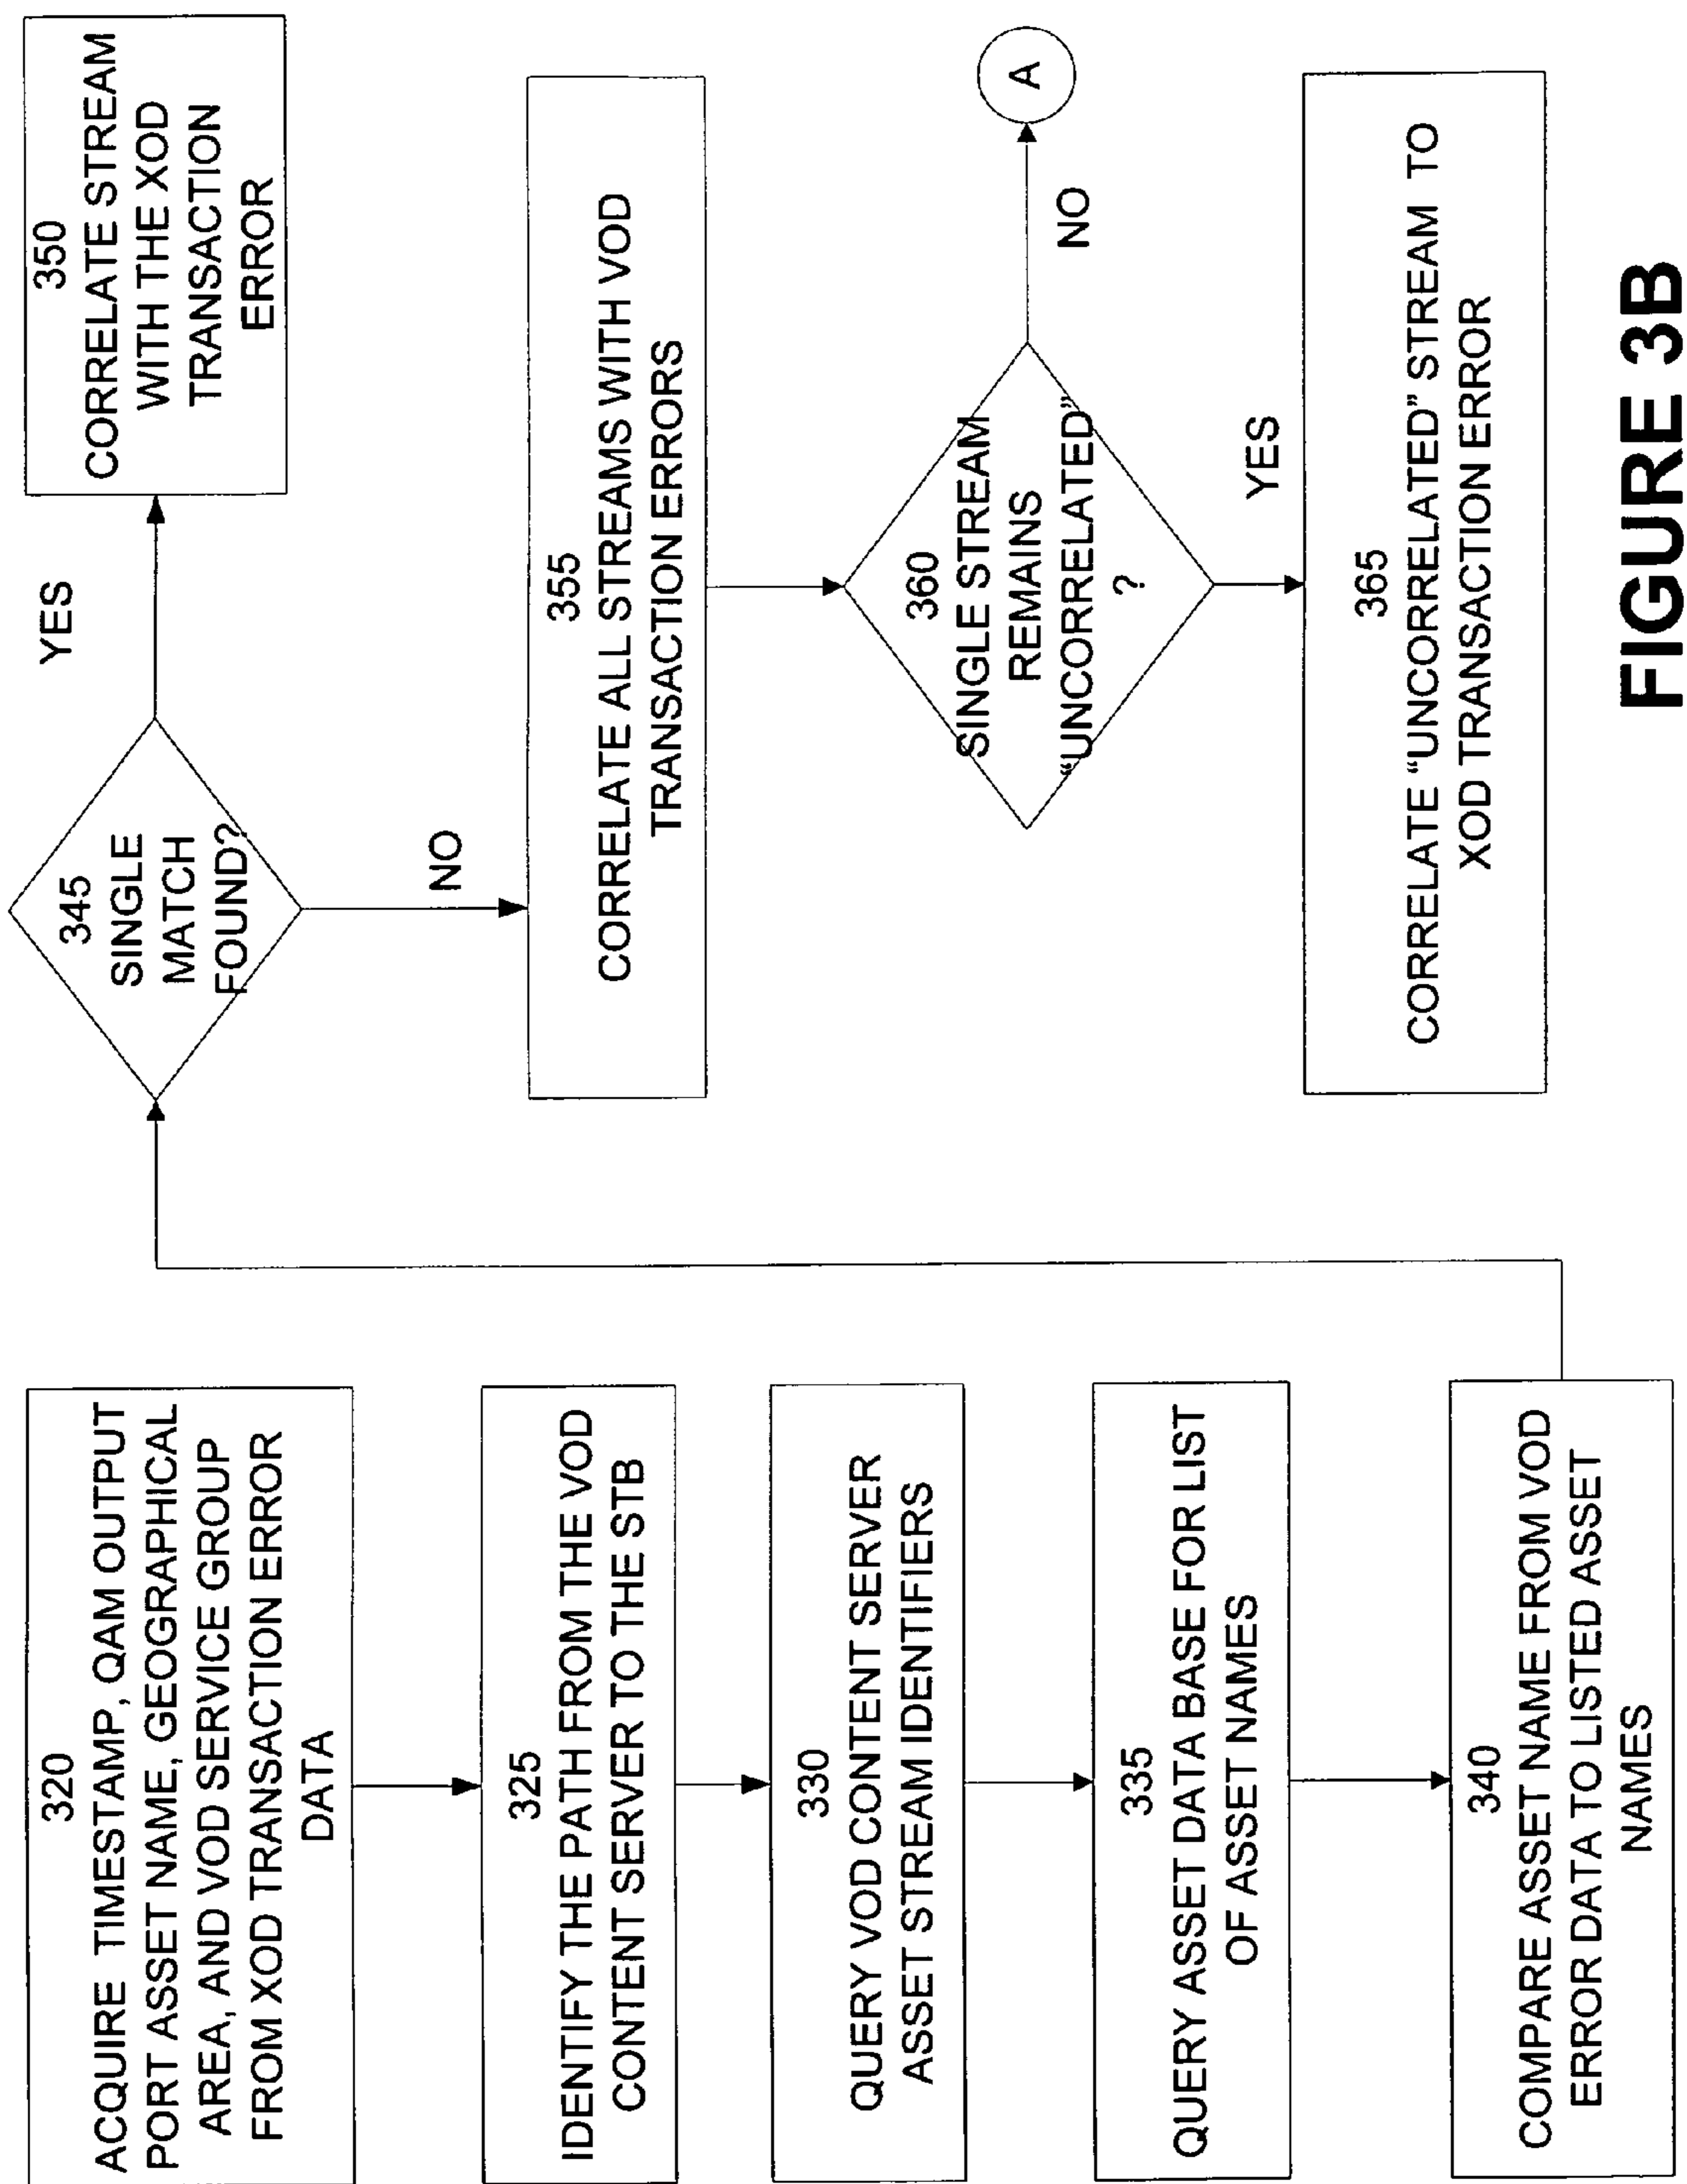 320
ACQUIRE TIMESTAMP, QAM OUTPUT
PORT ASSET NAME, GEOGRAPHICAL
AREA, AND VOD SERVICE GROUP
FROM XOD TRANSACTION ERROR
DATA
325
IDENTIFY THE PATH FROM THE VOD
CONTENT SERVER TO THE STB
330
QUERY VOD CONTENT SERVER
ASSET STREAM IDENTIFIERS
335
QUERY ASSET DATA BASE FOR LIST
OF ASSET NAMES
340
COMPARE ASSET NAME FROM VOD
ERROR DATA TO LISTED ASSET
NAMES
345
SINGLE
MATCH
FOUND?
YES
350
CORRELATE STREAM
WITH THE XOD
TRANSACTION
ERROR
NO
355
CORRELATE ALL STREAMS WITH VOD
TRANSACTION ERRORS
360
SINGLE STREAM
REMAINS
“UNCORRELATED”
?
NO
A
YES
365
CORRELATE “UNCORRELATED” STREAM TO
XOD TRANSACTION ERROR
FIGURE 3B